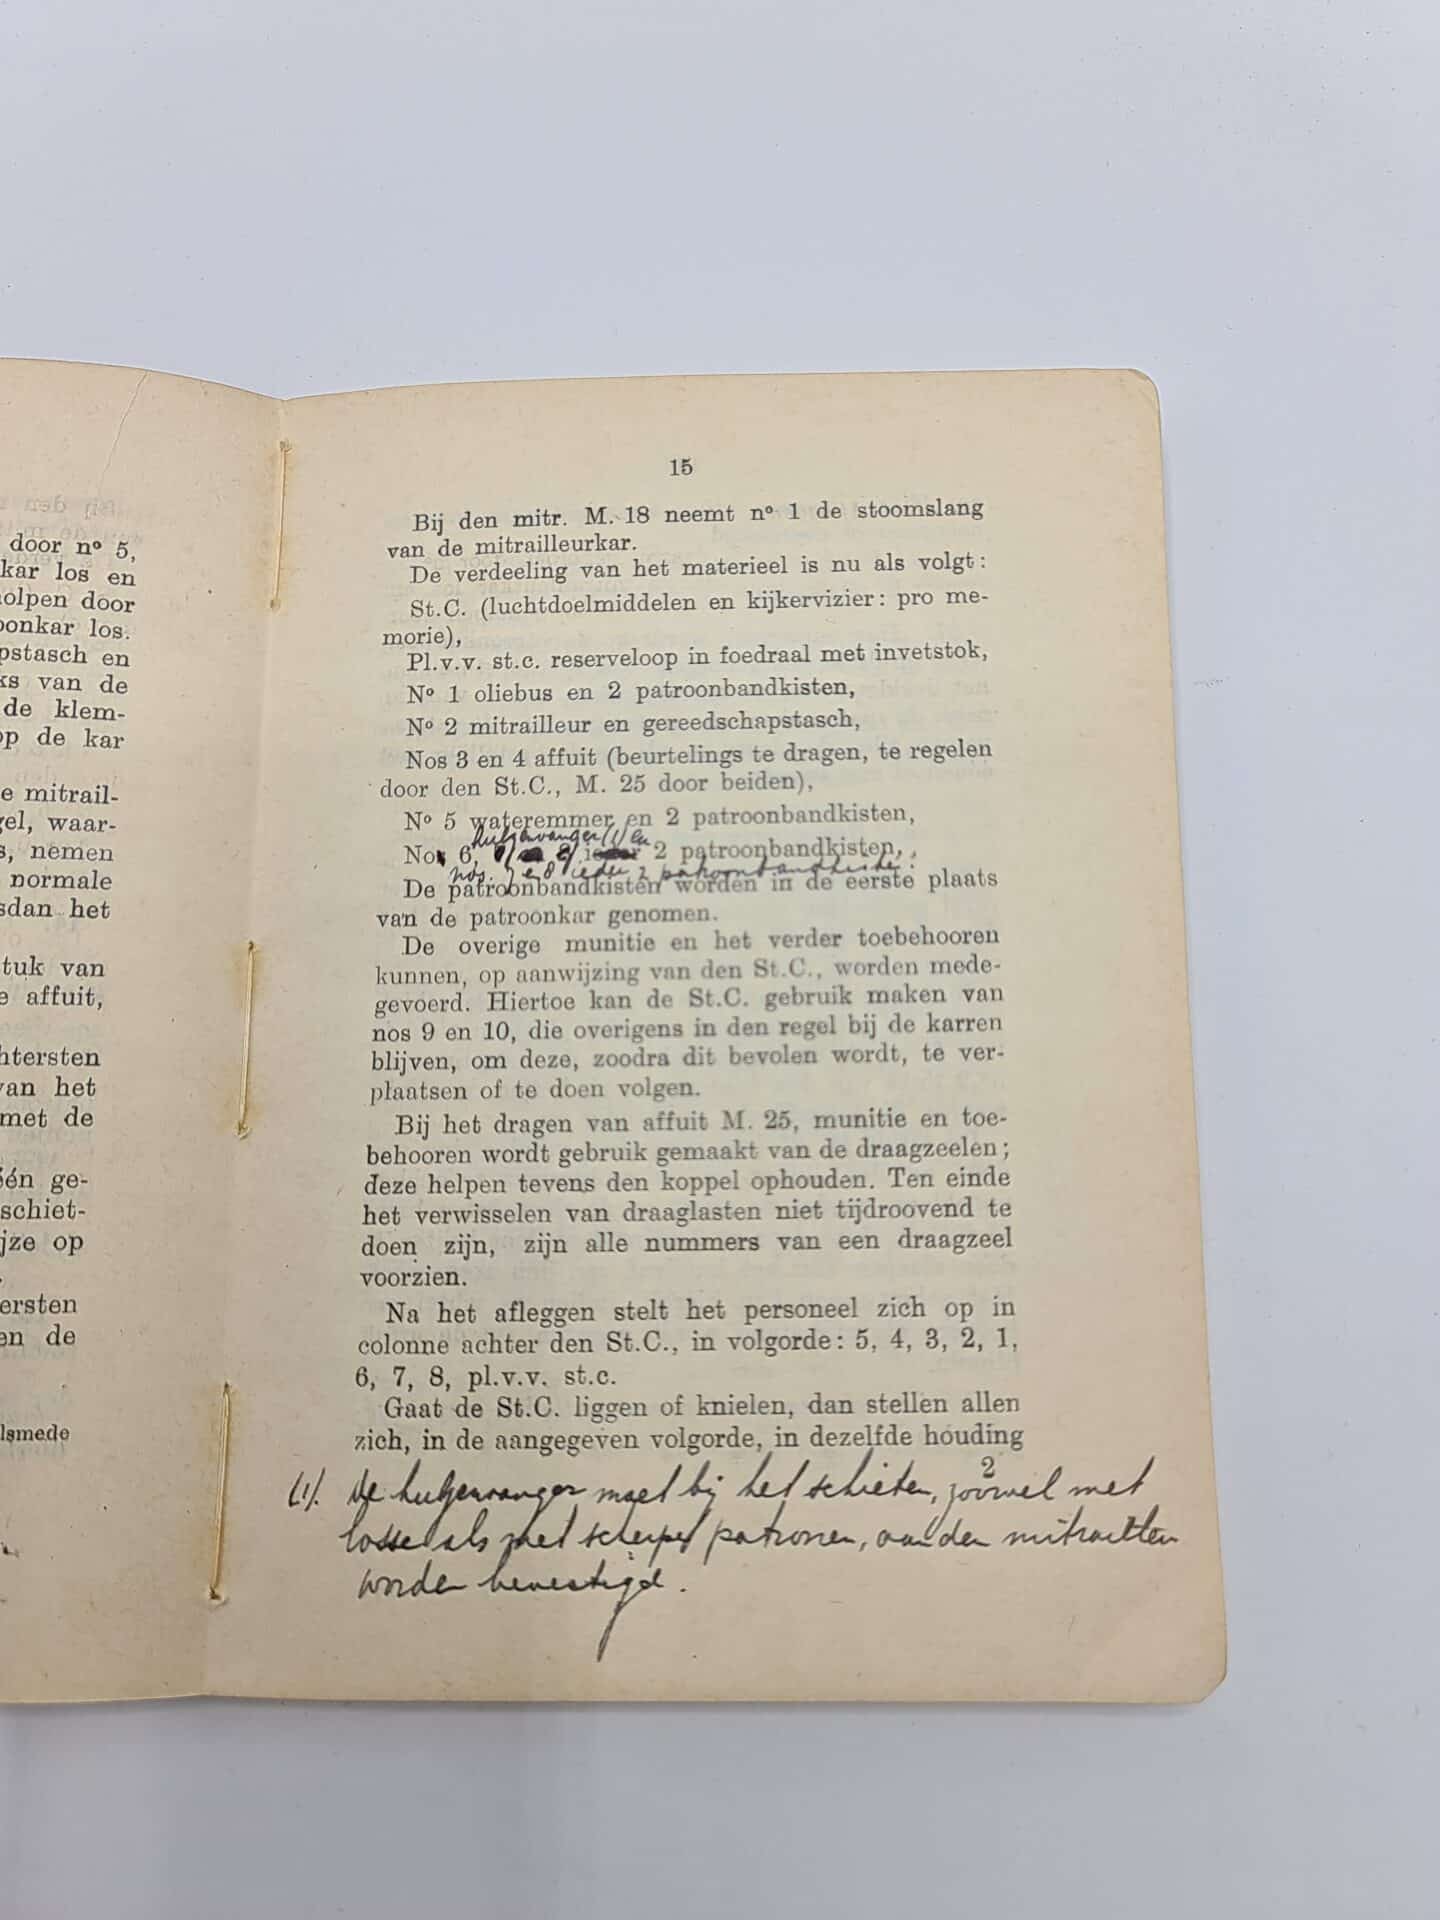 door no 5,
kar los en
olpen door
onkar los.
pstasch en
ks van de
de klem-
op de kar
e mitrail-
gel, waar-
s, nemen
normale
sdan het
tuk van
e affuit,
htersten
van het
met de
één ge-
schiet-
jze op
ersten
en de
lsmede
15
Bij den mitr. M. 18 neemt no 1 de stoomslang
van de mitrailleurkar.
De verdeeling van het materieel is nu als volgt:
St.C. (luchtdoelmiddelen en kijkervizier: pro me-
morie),
Pl.v.v. st.c. reserveloop in foedraal met invetstok,
No 1 oliebus en 2 patroonbandkisten,
No 2 mitrailleur en gereedschapstasch,
Nos 3 en 4 affuit (beurtelings te dragen, te regelen
door den St.C., M. 25 door beiden),
No 5 wateremmer en 2 patroonbandkisten,
hulzenvanger (1) en
No 6, 8 2 patroonbandkisten,
nos. 7 en 8 ieder 2 patroonbandkisten.
De patroonbandkisten worden in de eerste plaats
van de patroonkar genomen.
De overige munitie en het verder toebehooren
kunnen, op aanwijzing van den St.C., worden mede-
gevoerd. Hiertoe kan de St.C. gebruik maken van
nos 9 en 10, die overigens in den regel bij de karren
blijven, om deze, zoodra dit bevolen wordt, te ver-
plaatsen of te doen volgen.
Bij het dragen van affuit M. 25, munitie en toe-
behooren wordt gebruik gemaakt van de draagzeelen;
deze helpen tevens den koppel ophouden. Ten einde
het verwisselen van draaglasten niet tijdroovend te
doen zijn, zijn alle nummers van een draagzeel
voorzien.
Na het afleggen stelt het personeel zich op in
colonne achter den St.C., in volgorde: 5, 4, 3, 2, 1,
6, 7, 8, pl.v.v. st.c.
Gaat de St.C. liggen of knielen, dan stellen allen
zich, in de aangegeven volgorde, in dezelfde houding
2
(1). De hulzenvanger moet bij het schieten, zoowel met
losse als met scherpe patronen, aan den
worden bevestigd.